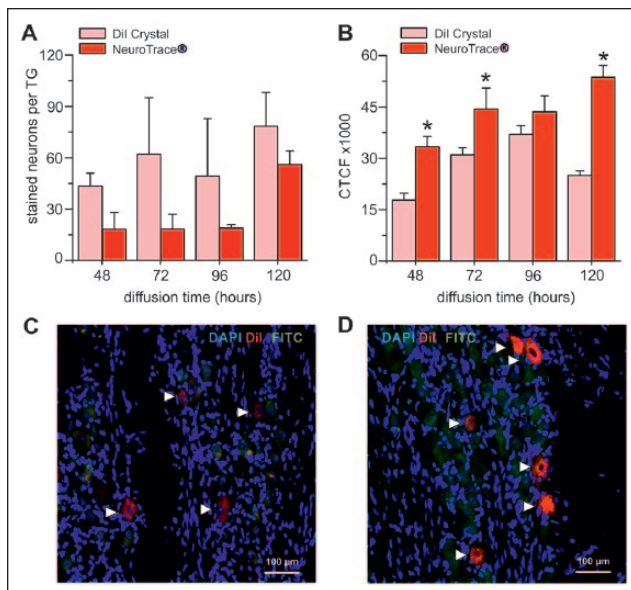 A
DiI Crystal
NeuroTrace®
stained neurons per TG
120
90
60
30
0
48 72 96 120
diffusion time (hours)
B
DiI Crystal
NeuroTrace®
CTCF x1000
60
45
30
15
0
* * *
48 72 96 120
diffusion time (hours)
C
DAPI DiI FITC
100 µm
D
DAPI DiI FITC
100 µm